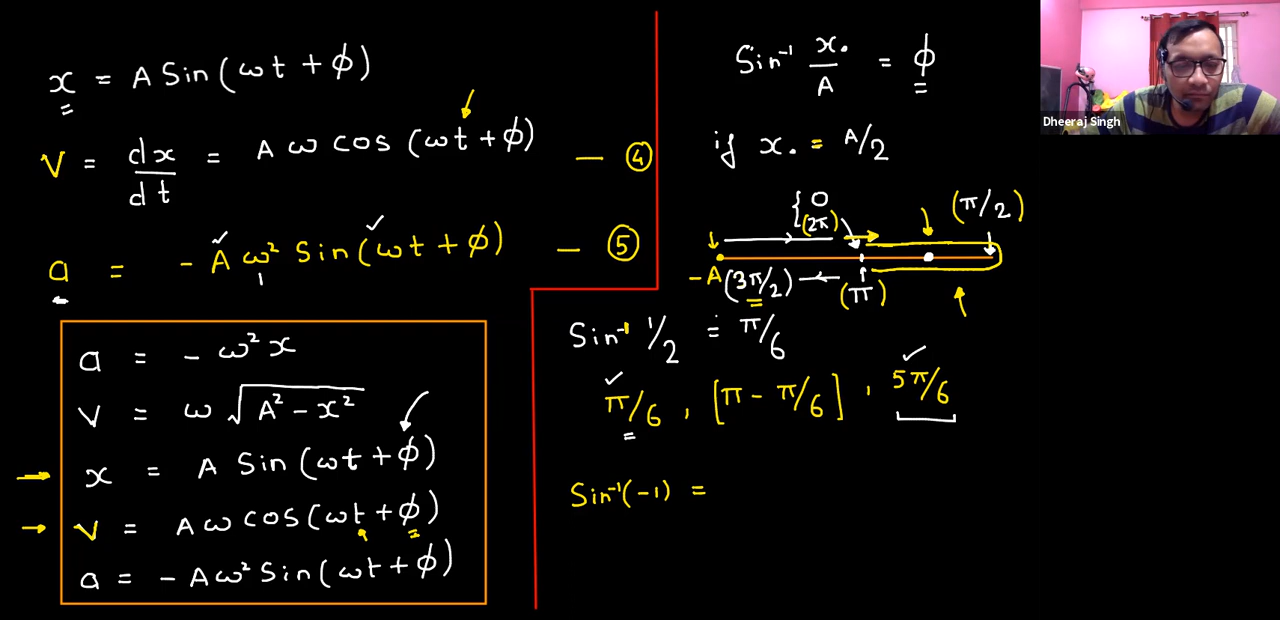 x = A Sin(ωt + ϕ)
V = dx/dt = A ω cos (ωt + ϕ) — ④
a = - A ω² Sin(ωt + ϕ) — ⑤
a = - ω² x
V = ω √(A² - x²)
x = A Sin(ωt + ϕ)
V = A ω cos(ωt + ϕ)
a = - A ω² Sin(ωt + ϕ)
Sin⁻¹ x₀/A = ϕ
if x₀ = A/2
{ 0 (2π) (π/2)
-A (3π/2) (π)
Sin⁻¹ 1/2 = π/6
π/6 , [π - π/6] , 5π/6
Sin⁻¹(-1) =
Dheeraj Singh